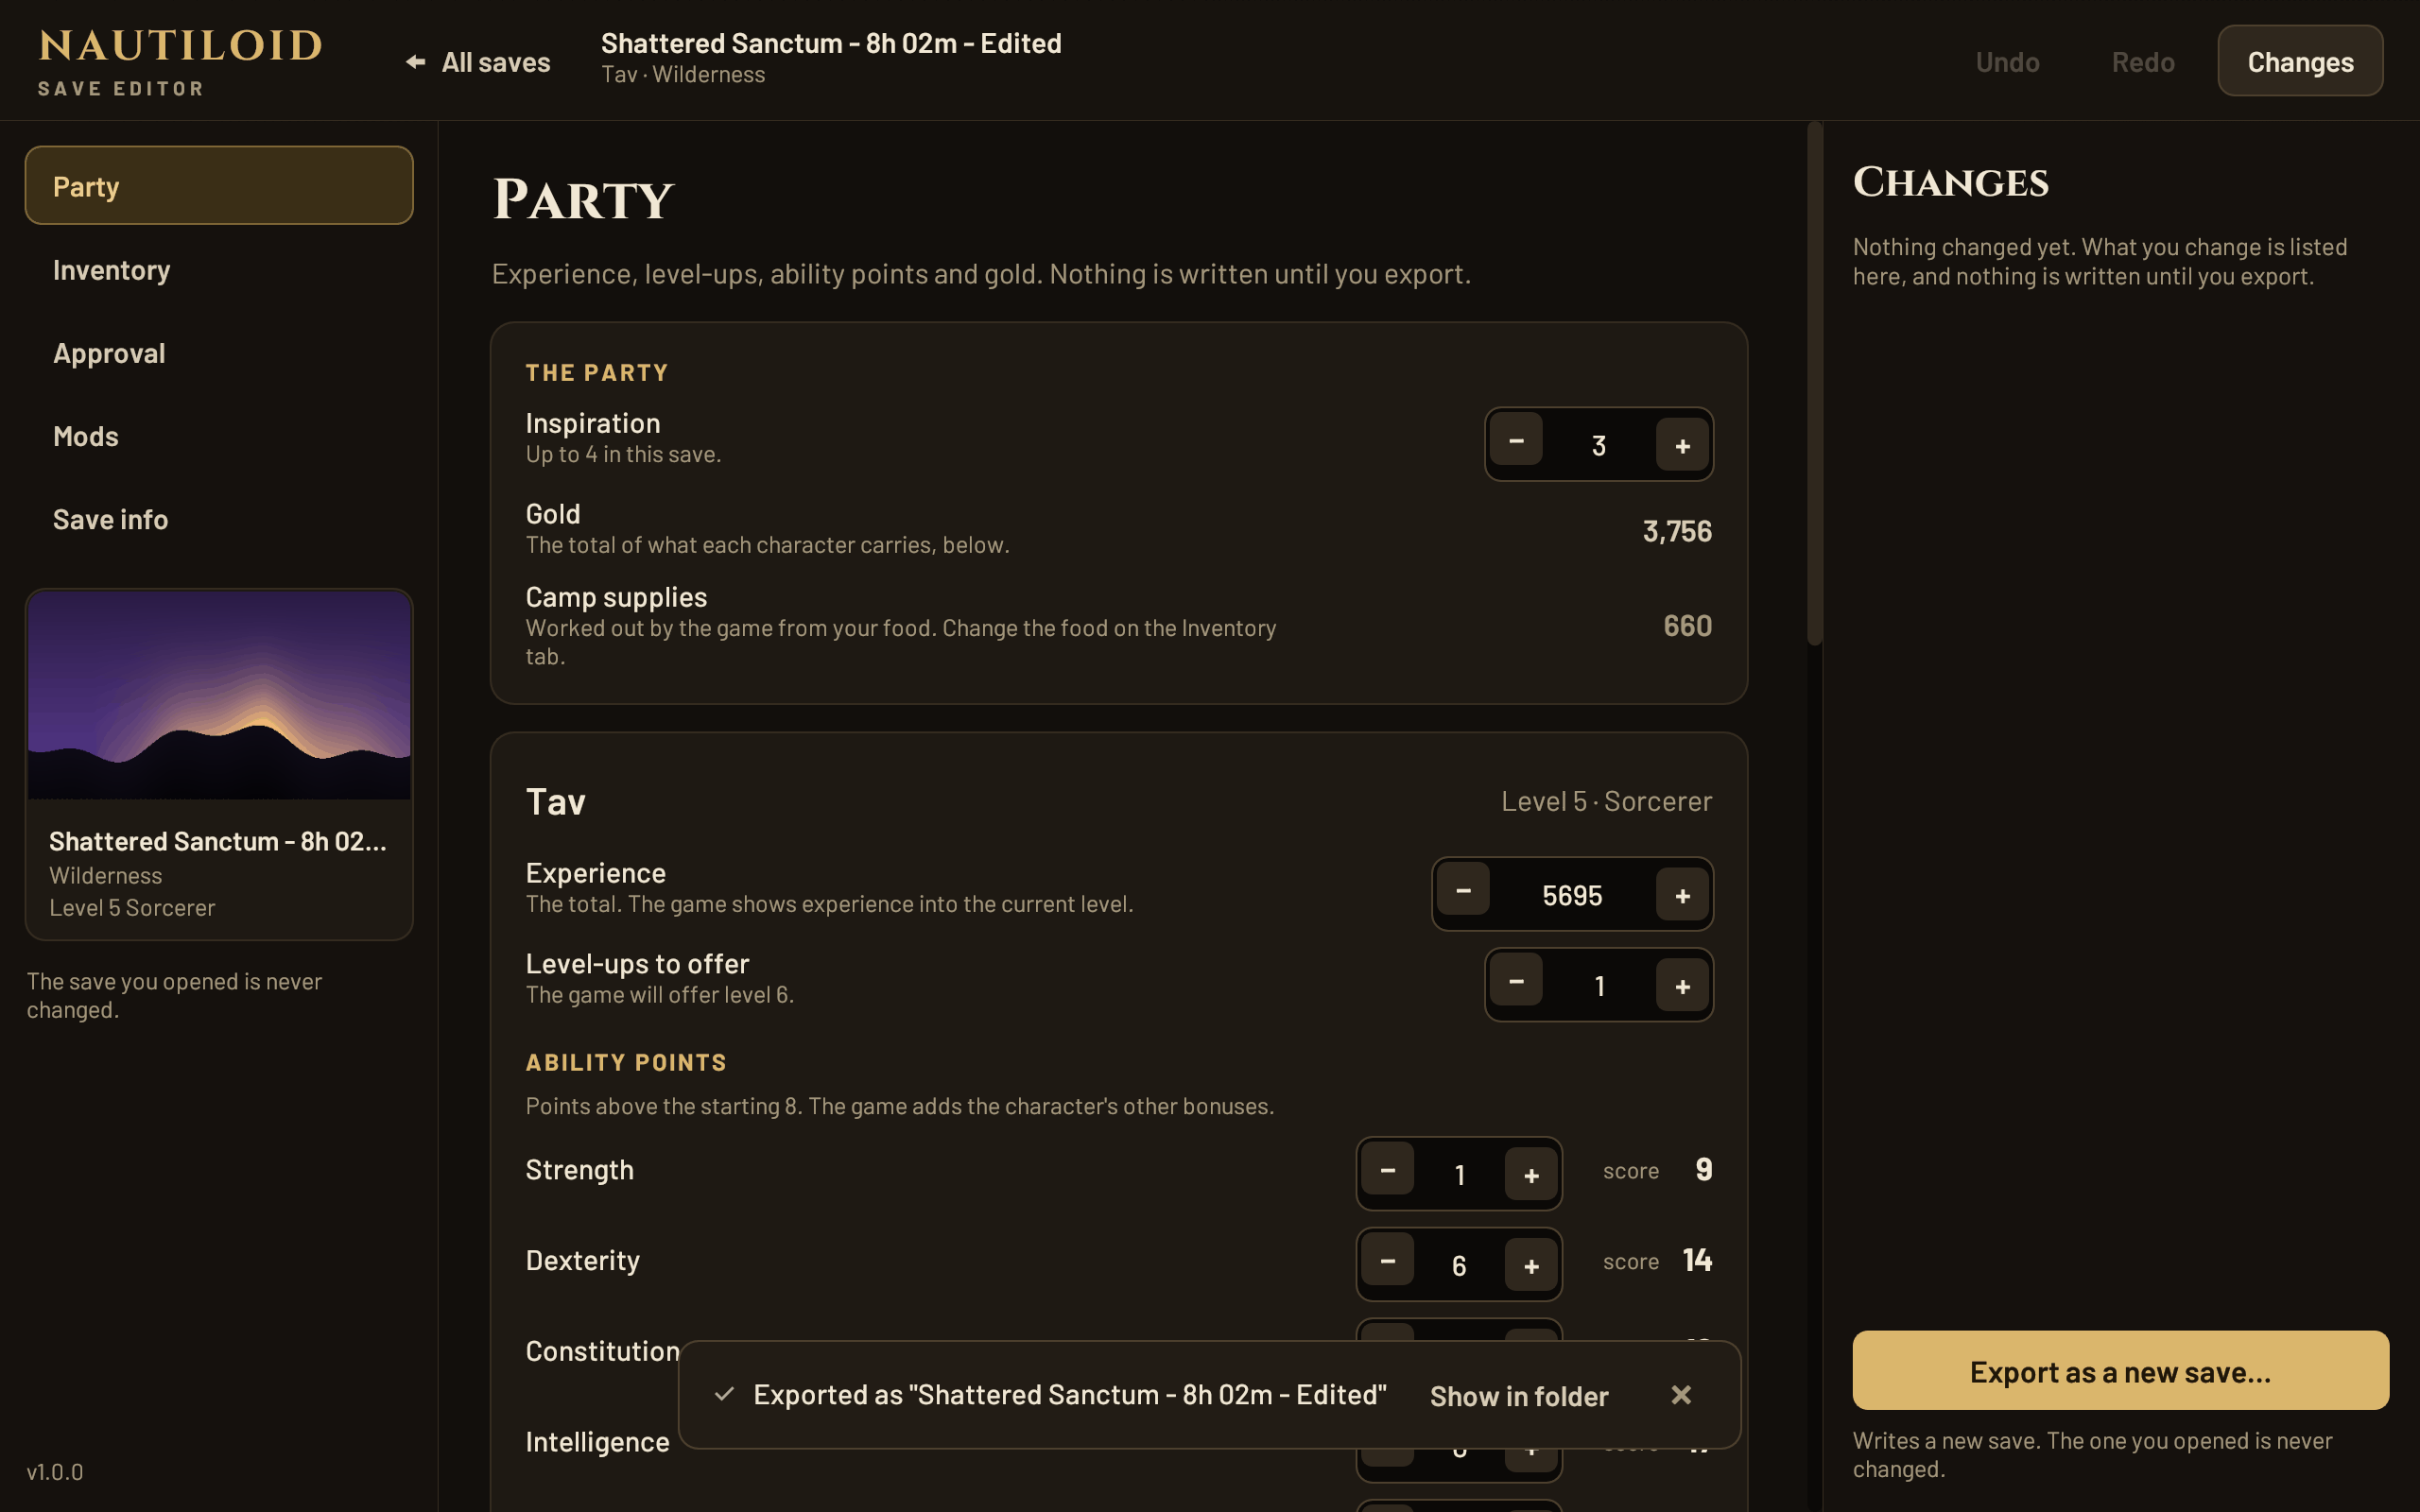 NAUTILOID
SAVE EDITOR
All saves
Shattered Sanctum - 8h 02m - Edited
Tav · Wilderness
Undo
Redo
Changes
Party
Inventory
Approval
Mods
Save info
Shattered Sanctum - 8h 02...
Wilderness
Level 5 Sorcerer
The save you opened is never
changed.
v1.0.0
PARTY
Experience, level-ups, ability points and gold. Nothing is written until you export.
THE PARTY
Inspiration
Up to 4 in this save.
− 3 +
Gold
The total of what each character carries, below.
3,756
Camp supplies
Worked out by the game from your food. Change the food on the Inventory
tab.
660
Tav
Level 5 · Sorcerer
Experience
The total. The game shows experience into the current level.
− 5695 +
Level-ups to offer
The game will offer level 6.
− 1 +
ABILITY POINTS
Points above the starting 8. The game adds the character's other bonuses.
Strength
− 1 +
score 9
Dexterity
− 6 +
score 14
Constitution
Intelligence
Exported as "Shattered Sanctum - 8h 02m - Edited"
Show in folder
CHANGES
Nothing changed yet. What you change is listed
here, and nothing is written until you export.
Export as a new save...
Writes a new save. The one you opened is never
changed.